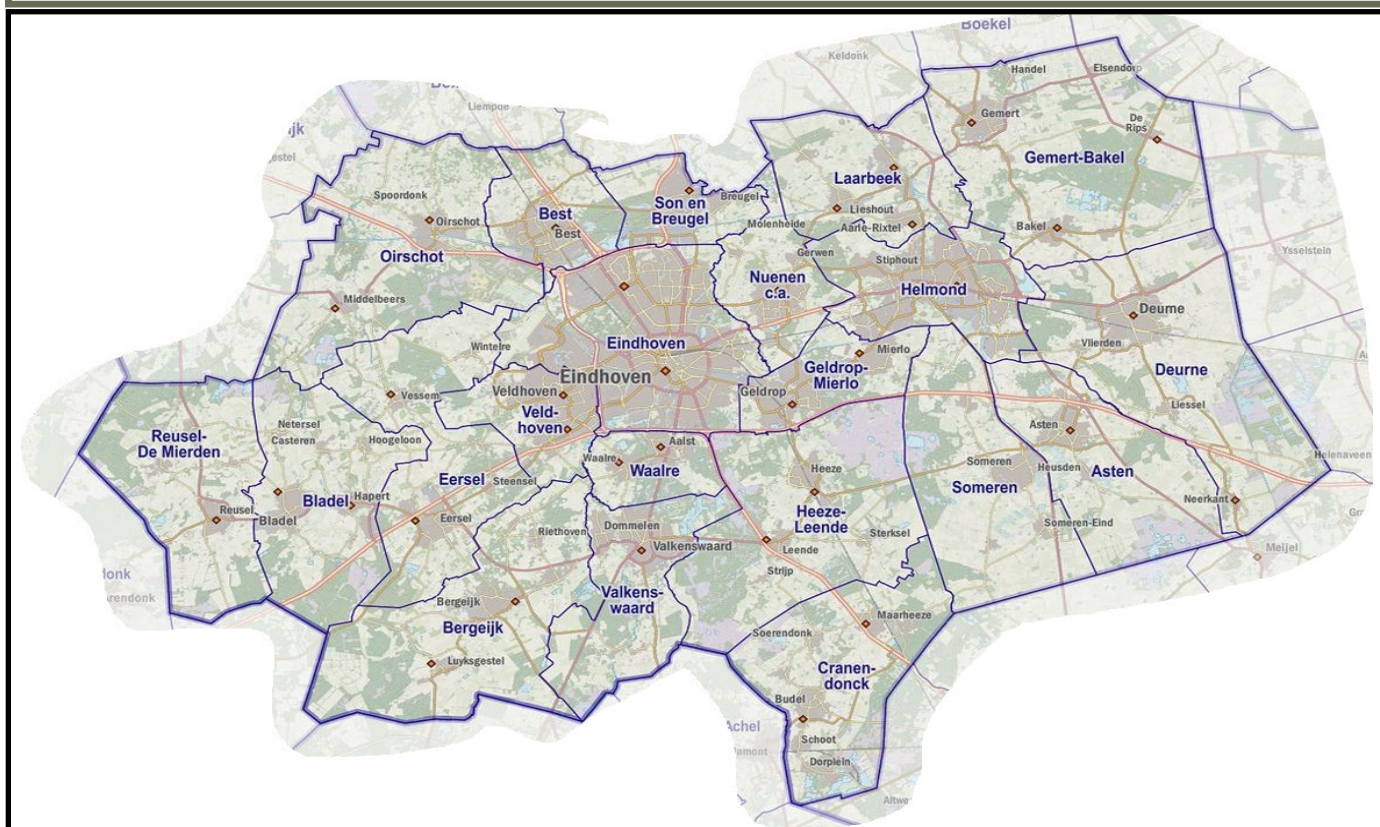 Boekel
Keldonk
Handel
Elsendorp
Liempde
Gemert
De
Rips
Gemert-Bakel
Laarbeek
Spoordonk
Oirschot
Best
Best
Son en
Breugel
Breugel
Lieshout
Molenheide
Aarle-Rixtel
Bakel
Oirschot
Gerwen
Stiphout
Ysselstein
Nuenen
c.a.
Helmond
Middelbeers
Deurne
Wintelre
Eindhoven
Mierlo
Vlierden
Eindhoven
Geldrop-
Mierlo
Deurne
Vessem
Veldhoven
Geldrop
Liessel
Veld-
hoven
Netersel
Casteren
Hoogeloon
Reusel-
De Mierden
Aalst
Asten
Waalre
Waalre
Heeze
Someren
Heusden
Asten
Helenaveen
Eersel
Steensel
Someren
Bladel
Hapert
Neerkant
Reusel
Bladel
Eersel
Riethoven
Dommelen
Heeze-
Leende
Sterksel
Someren-Eind
Valkenswaard
Leende
Meijel
Strijp
Valkens-
waard
Bergeijk
Bergeijk
Maarheeze
Soerendonk
Luyksgestel
Cranen-
donck
Budel
Achel
Schoot
Dorplein